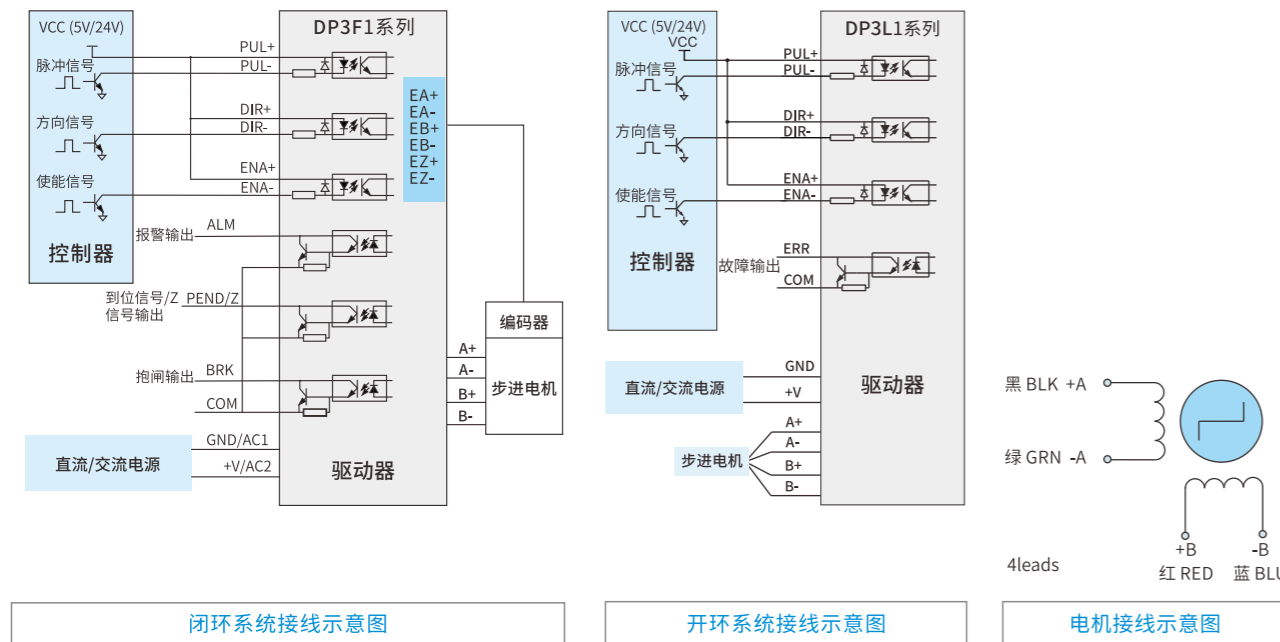 VCC (5V/24V)
脉冲信号
方向信号
使能信号
控制器
PUL+
PUL-
DIR+
DIR-
ENA+
ENA-
报警输出
ALM
到位信号/Z
信号输出
PEND/Z
抱闸输出
BRK
COM
直流/交流电源
GND/AC1
+V/AC2
DP3F1系列
EA+
EA-
EB+
EB-
EZ+
EZ-
驱动器
A+
A-
B+
B-
编码器
步进电机
闭环系统接线示意图
VCC (5V/24V)
VCC
脉冲信号
方向信号
使能信号
控制器
PUL+
PUL-
DIR+
DIR-
ENA+
ENA-
故障输出
ERR
COM
直流/交流电源
GND
+V
步进电机
A+
A-
B+
B-
DP3L1系列
驱动器
开环系统接线示意图
黑 BLK +A
绿 GRN -A
+B
-B
红 RED
蓝 BLU
4leads
电机接线示意图